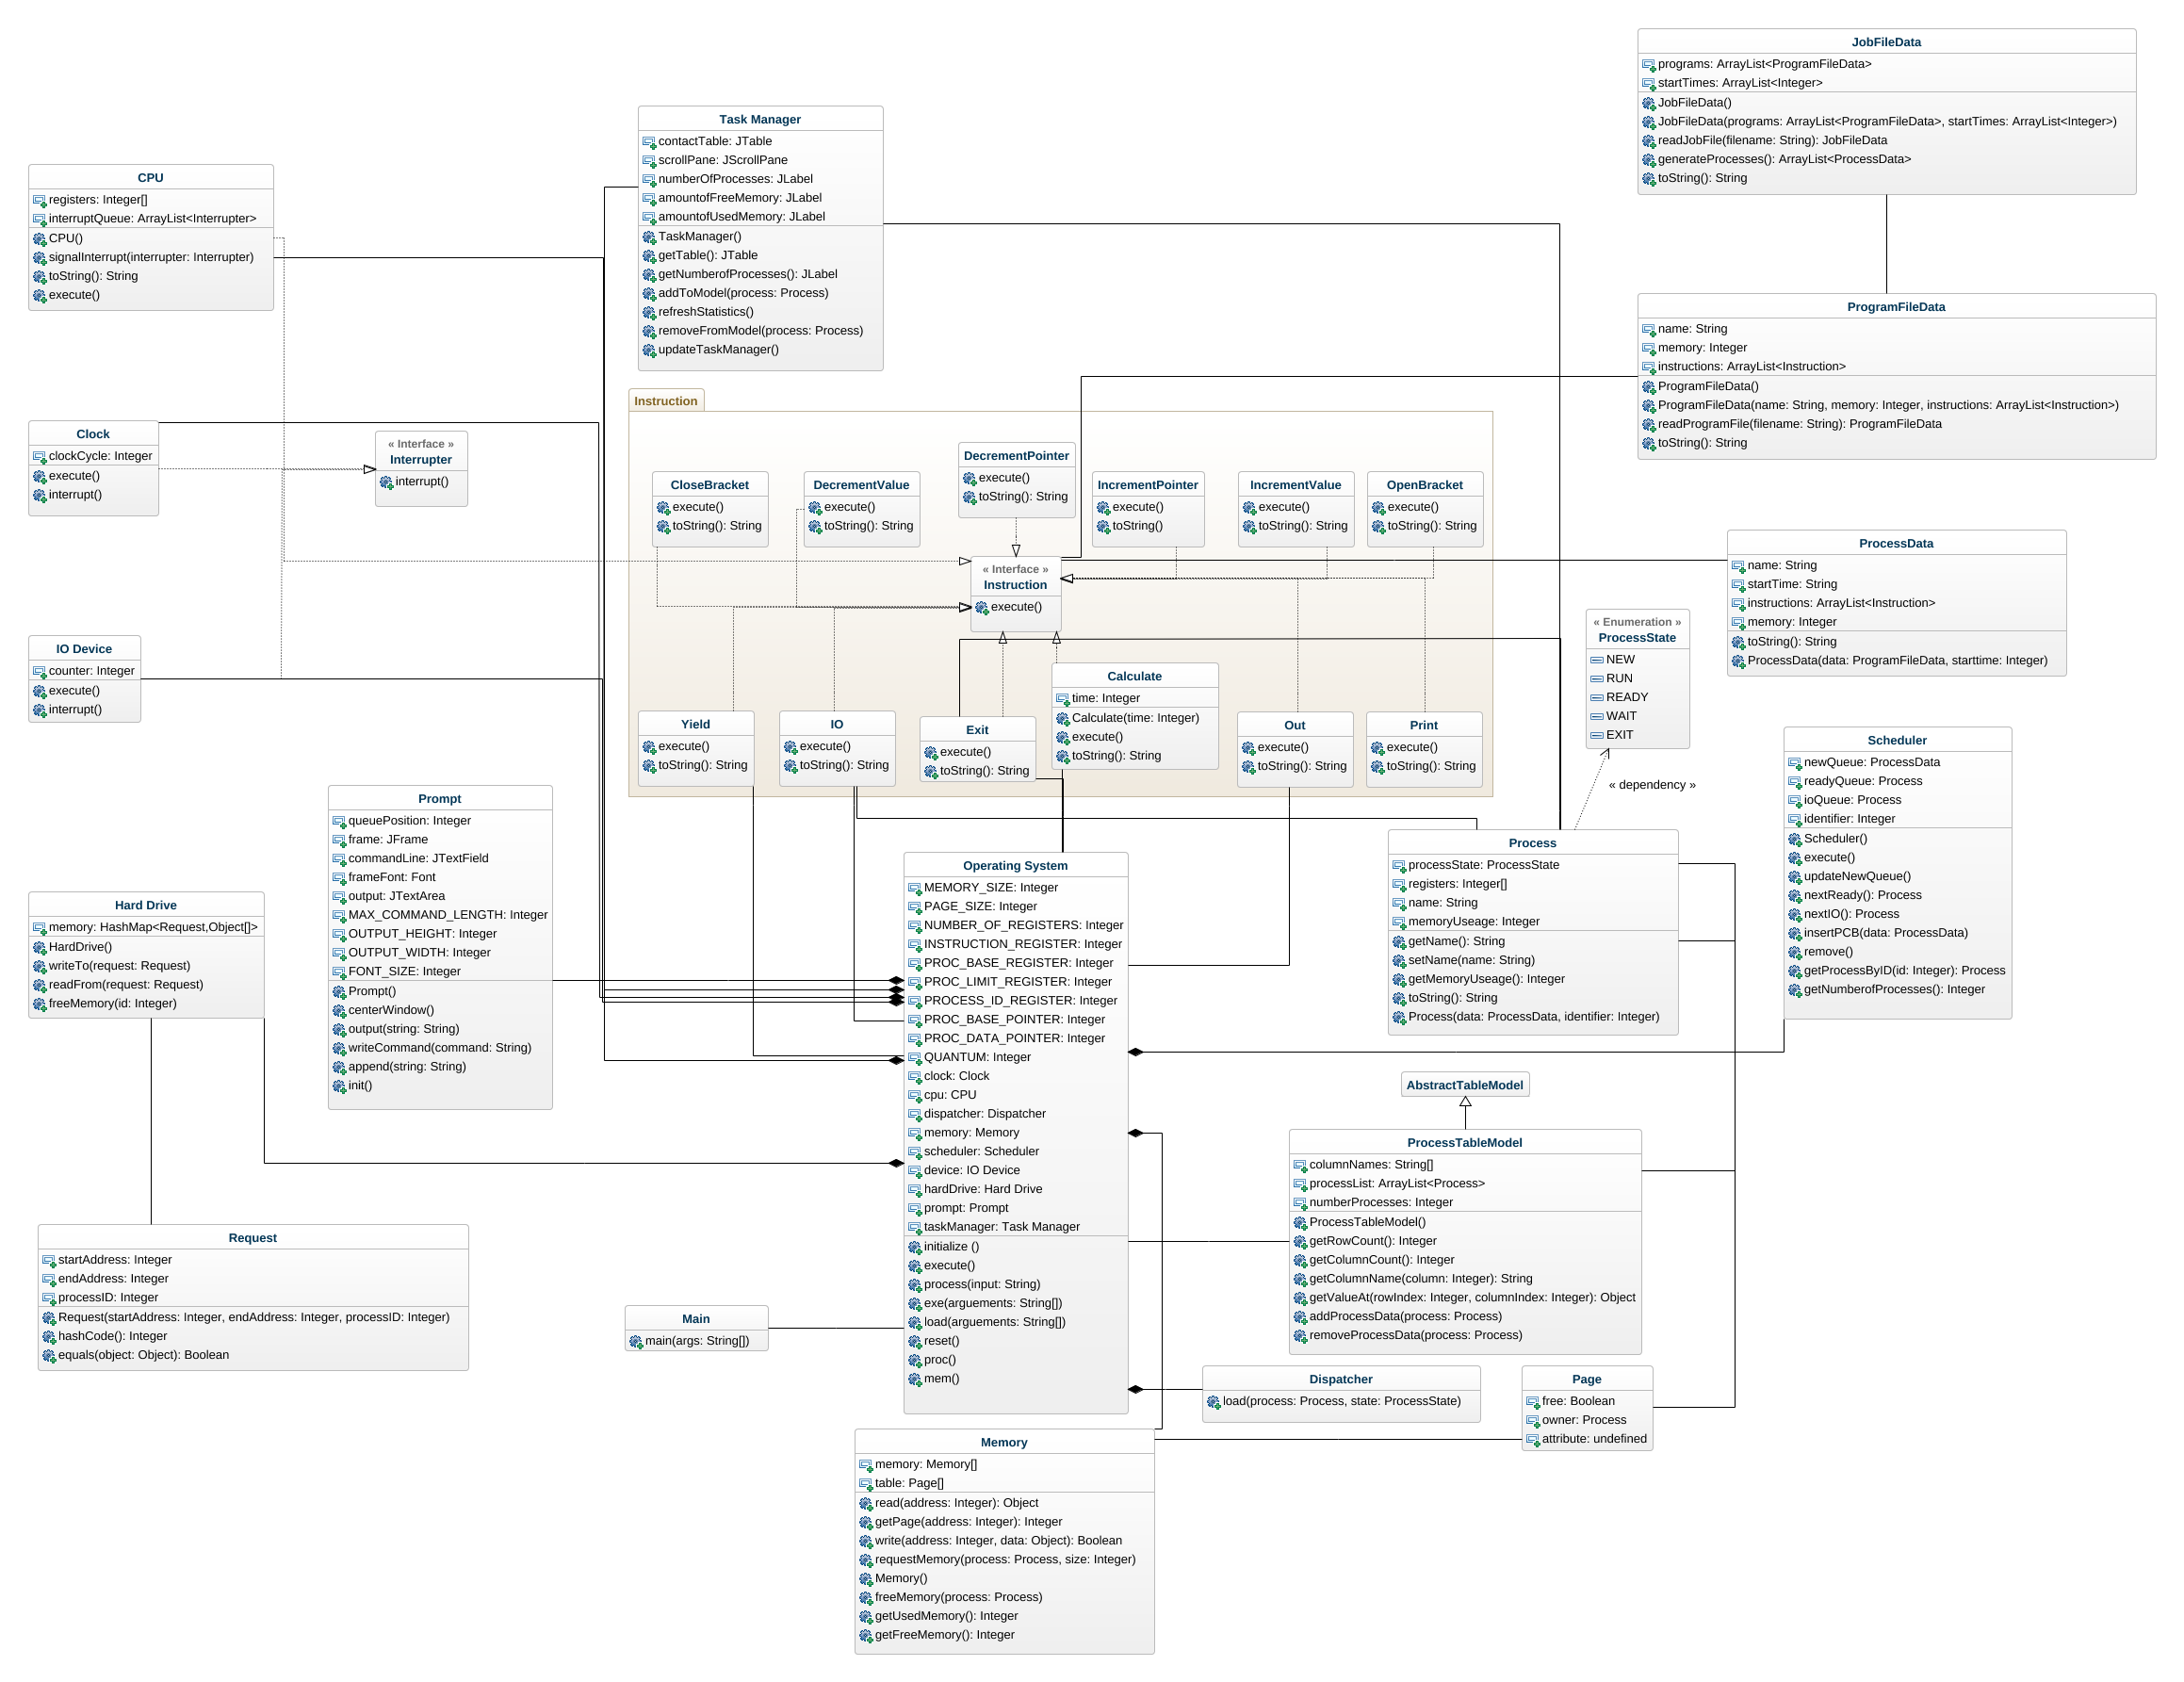 JobFileData
programs: ArrayList<ProgramFileData>
startTimes: ArrayList<Integer>
JobFileData()
JobFileData(programs: ArrayList<ProgramFileData>, startTimes: ArrayList<Integer>)
readJobFile(filename: String): JobFileData
generateProcesses(): ArrayList<ProcessData>
toString(): String
Task Manager
contactTable: JTable
scrollPane: JScrollPane
numberOfProcesses: JLabel
amountofFreeMemory: JLabel
amountofUsedMemory: JLabel
TaskManager()
getTable(): JTable
getNumberofProcesses(): JLabel
addToModel(process: Process)
refreshStatistics()
removeFromModel(process: Process)
updateTaskManager()
CPU
registers: Integer[]
interruptQueue: ArrayList<Interrupter>
CPU()
signalInterrupt(interrupter: Interrupter)
toString(): String
execute()
ProgramFileData
name: String
memory: Integer
instructions: ArrayList<Instruction>
ProgramFileData()
ProgramFileData(name: String, memory: Integer, instructions: ArrayList<Instruction>)
readProgramFile(filename: String): ProgramFileData
toString(): String
Instruction
Clock
clockCycle: Integer
execute()
interrupt()
« Interface »
Interrupter
interrupt()
CloseBracket
execute()
toString(): String
DecrementValue
execute()
toString(): String
DecrementPointer
execute()
toString(): String
IncrementPointer
execute()
toString()
IncrementValue
execute()
toString(): String
OpenBracket
execute()
toString(): String
« Interface »
Instruction
execute()
ProcessData
name: String
startTime: String
instructions: ArrayList<Instruction>
memory: Integer
toString(): String
ProcessData(data: ProgramFileData, starttime: Integer)
« Enumeration »
ProcessState
NEW
RUN
READY
WAIT
EXIT
« dependency »
IO Device
counter: Integer
execute()
interrupt()
Yield
execute()
toString(): String
IO
execute()
toString(): String
Exit
execute()
toString(): String
Calculate
time: Integer
Calculate(time: Integer)
execute()
toString(): String
Out
execute()
toString(): String
Print
execute()
toString(): String
Scheduler
newQueue: ProcessData
readyQueue: Process
ioQueue: Process
identifier: Integer
Scheduler()
execute()
updateNewQueue()
nextReady(): Process
nextIO(): Process
insertPCB(data: ProcessData)
remove()
getProcessByID(id: Integer): Process
getNumberofProcesses(): Integer
Prompt
queuePosition: Integer
frame: JFrame
commandLine: JTextField
frameFont: Font
output: JTextArea
MAX_COMMAND_LENGTH: Integer
OUTPUT_HEIGHT: Integer
OUTPUT_WIDTH: Integer
FONT_SIZE: Integer
Prompt()
centerWindow()
output(string: String)
writeCommand(command: String)
append(string: String)
init()
Process
processState: ProcessState
registers: Integer[]
name: String
memoryUseage: Integer
getName(): String
setName(name: String)
getMemoryUseage(): Integer
toString(): String
Process(data: ProcessData, identifier: Integer)
Operating System
MEMORY_SIZE: Integer
PAGE_SIZE: Integer
NUMBER_OF_REGISTERS: Integer
INSTRUCTION_REGISTER: Integer
PROC_BASE_REGISTER: Integer
PROC_LIMIT_REGISTER: Integer
PROCESS_ID_REGISTER: Integer
PROC_BASE_POINTER: Integer
PROC_DATA_POINTER: Integer
QUANTUM: Integer
clock: Clock
cpu: CPU
dispatcher: Dispatcher
memory: Memory
scheduler: Scheduler
device: IO Device
hardDrive: Hard Drive
prompt: Prompt
taskManager: Task Manager
initialize ()
execute()
process(input: String)
exe(arguements: String[])
load(arguements: String[])
reset()
proc()
mem()
Hard Drive
memory: HashMap<Request,Object[]>
HardDrive()
writeTo(request: Request)
readFrom(request: Request)
freeMemory(id: Integer)
AbstractTableModel
ProcessTableModel
columnNames: String[]
processList: ArrayList<Process>
numberProcesses: Integer
ProcessTableModel()
getRowCount(): Integer
getColumnCount(): Integer
getColumnName(column: Integer): String
getValueAt(rowIndex: Integer, columnIndex: Integer): Object
addProcessData(process: Process)
removeProcessData(process: Process)
Request
startAddress: Integer
endAddress: Integer
processID: Integer
Request(startAddress: Integer, endAddress: Integer, processID: Integer)
hashCode(): Integer
equals(object: Object): Boolean
Main
main(args: String[])
Dispatcher
load(process: Process, state: ProcessState)
Page
free: Boolean
owner: Process
attribute: undefined
Memory
memory: Memory[]
table: Page[]
read(address: Integer): Object
getPage(address: Integer): Integer
write(address: Integer, data: Object): Boolean
requestMemory(process: Process, size: Integer)
Memory()
freeMemory(process: Process)
getUsedMemory(): Integer
getFreeMemory(): Integer